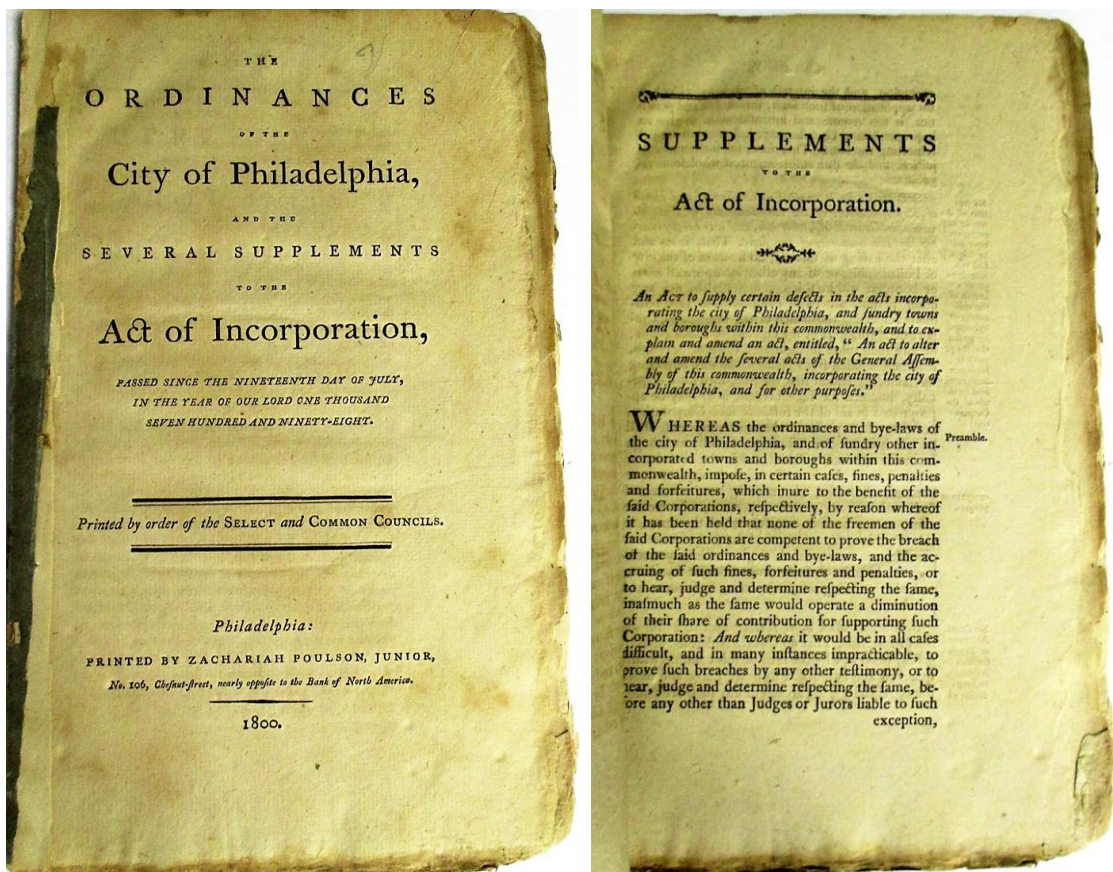 THE
ORDINANCES
OF THE
City of Philadelphia,
AND THE
SEVERAL SUPPLEMENTS
TO THE
Act of Incorporation,
PASSED SINCE THE NINETEENTH DAY OF JULY,
IN THE YEAR OF OUR LORD ONE THOUSAND
SEVEN HUNDRED AND NINETY-EIGHT.
Printed by order of the SELECT and COMMON COUNCILS.
Philadelphia:
PRINTED BY ZACHARIAH POULSON, JUNIOR,
No. 106, Cheſnut-ſtreet, nearly oppoſite to the Bank of North America.
1800.
SUPPLEMENTS
TO THE
Act of Incorporation.
An ACT to ſupply certain defects in the acts incorpo-
rating the city of Philadelphia, and ſundry towns
and boroughs within this commonwealth, and to ex-
plain and amend an act, entitled, “ An act to alter
and amend the ſeveral acts of the General Aſſem-
bly of this commonwealth, incorporating the city of
Philadelphia, and for other purpoſes.”
WHEREAS the ordinances and bye-laws of
the city of Philadelphia, and of ſundry other in-
Preamble.
corporated towns and boroughs within this com-
monwealth, impoſe, in certain caſes, fines, penalties
and forfeitures, which inure to the benefit of the
ſaid Corporations, reſpectively, by reaſon whereof
it has been held that none of the freemen of the
ſaid Corporations are competent to prove the breach
of the ſaid ordinances and bye-laws, and the ac-
cruing of ſuch fines, forfeitures and penalties, or
to hear, judge and determine reſpecting the ſame,
inaſmuch as the ſame would operate a diminution
of their ſhare of contribution for ſupporting ſuch
Corporation: And whereas it would be in all caſes
difficult, and in many inſtances impracticable, to
prove ſuch breaches by any other teſtimony, or to
hear, judge and determine reſpecting the ſame, be-
fore any other than Judges or Jurors liable to ſuch
exception,